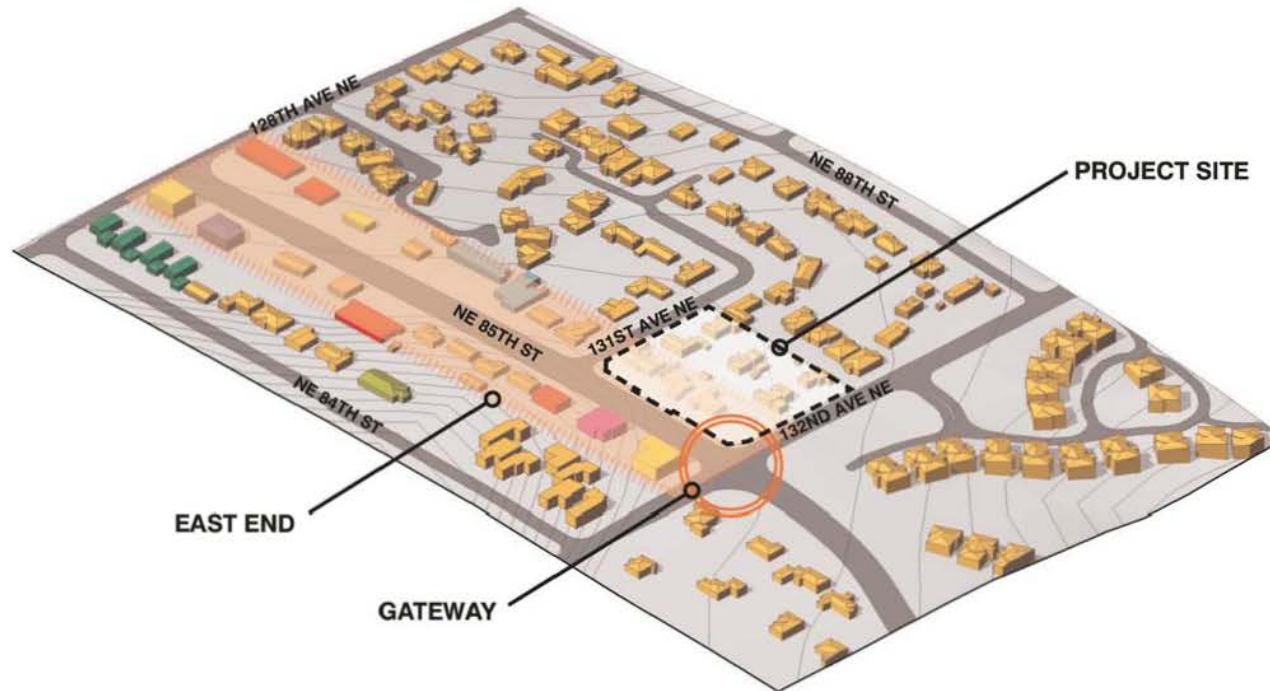 128TH AVE NE
NE 88TH ST
PROJECT SITE
131ST AVE NE
NE 85TH ST
132ND AVE NE
NE 84TH ST
EAST END
GATEWAY